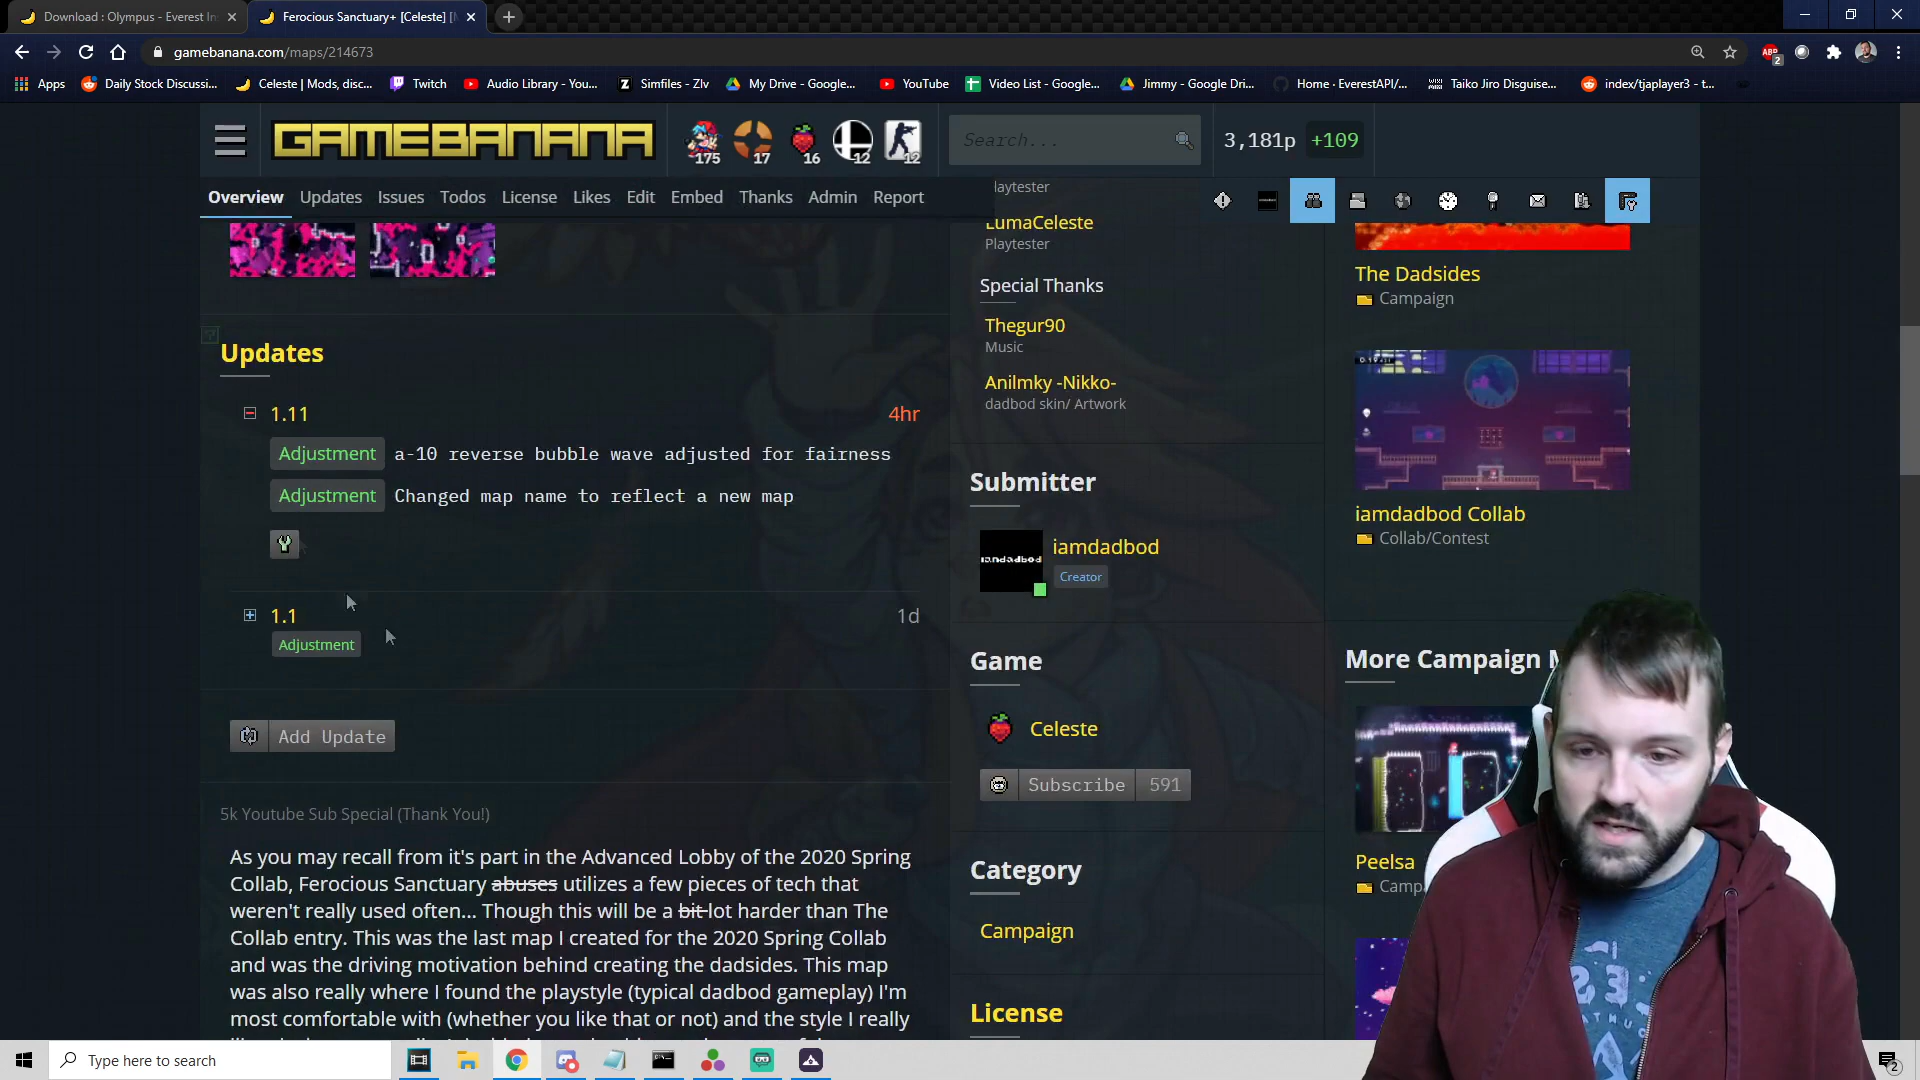 Download : Olympus - Everest In
Ferocious Sanctuary+ [Celeste] [
gamebanana.com/maps/214673
ABP
2
Apps
Daily Stock Discussi...
Celeste | Mods, disc...
Twitch
Audio Library - You...
Simfiles - ZIv
My Drive - Google...
YouTube
Video List - Google...
Jimmy - Google Dri...
Home · EverestAPI/...
Taiko Jiro Disguise...
index/tjaplayer3 - t...
GAMEBANANA
175
17
16
12
12
Search...
3,181p
+109
Overview
Updates
Issues
Todos
License
Likes
Edit
Embed
Thanks
Admin
Report
Playtester
LumaCeleste
Playtester
Special Thanks
Thegur90
Music
Anilmky -Nikko-
dadbod skin/ Artwork
The Dadsides
Campaign
iamdadbod Collab
Collab/Contest
Updates
1.11
4hr
Adjustment
a-10 reverse bubble wave adjusted for fairness
Adjustment
Changed map name to reflect a new map
1.1
1d
Adjustment
Add Update
Submitter
iamdadbod
iamdadbod
Creator
Game
Celeste
Subscribe
591
Category
Campaign
License
More Campaign M
Peelsa
Camp
5k Youtube Sub Special (Thank You!)
As you may recall from it's part in the Advanced Lobby of the 2020 Spring
Collab, Ferocious Sanctuary abuses utilizes a few pieces of tech that
weren't really used often... Though this will be a bit lot harder than The
Collab entry. This was the last map I created for the 2020 Spring Collab
and was the driving motivation behind creating the dadsides. This map
was also really where I found the playstyle (typical dadbod gameplay) I'm
most comfortable with (whether you like that or not) and the style I really
Type here to search
2